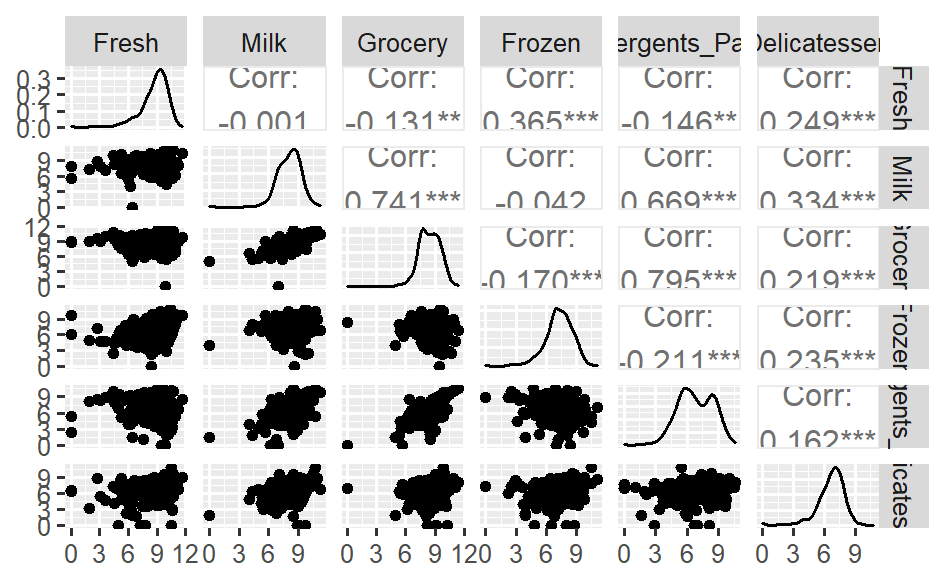 Fresh Milk Grocery Frozen ergents_Pa Delicatessen
0.3
0.2
0.1
0.0
Corr: Corr: Corr: Corr: Corr:
-0.001 -0.131** 0.365*** -0.146** 0.249***
Fresh
9
6
3
0
Corr: Corr: Corr: Corr:
0.741*** -0.042 0.669*** 0.334***
Milk
12
9
6
3
0
Corr: Corr: Corr:
-0.170*** 0.795*** 0.219***
Grocer
9
6
3
0
Corr: Corr:
-0.211*** 0.235***
Frozen
9
6
3
0
Corr:
0.162***
gents_
9
6
3
0
icates
0 3 6 9 12 0 3 6 9 0 3 6 9 12 0 3 6 9 0 3 6 9 0 3 6 9